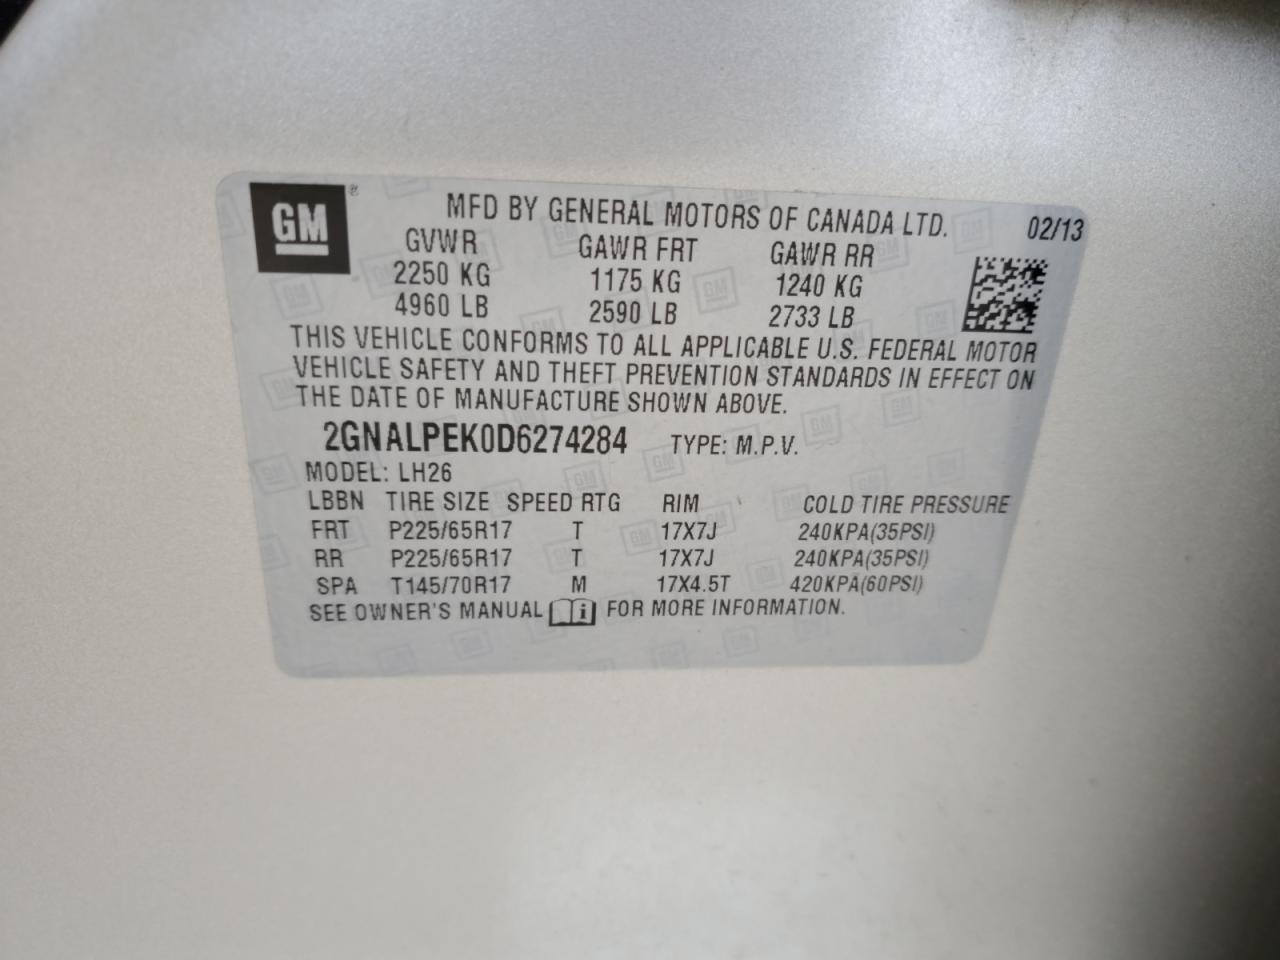 GM ®
MFD BY GENERAL MOTORS OF CANADA LTD. 02/13
GVWR GAWR FRT GAWR RR
2250 KG 1175 KG 1240 KG
4960 LB 2590 LB 2733 LB
THIS VEHICLE CONFORMS TO ALL APPLICABLE U.S. FEDERAL MOTOR
VEHICLE SAFETY AND THEFT PREVENTION STANDARDS IN EFFECT ON
THE DATE OF MANUFACTURE SHOWN ABOVE.
2GNALPEK0D6274284 TYPE: M.P.V.
MODEL: LH26
LBBN TIRE SIZE SPEED RTG RIM COLD TIRE PRESSURE
FRT P225/65R17 T 17X7J 240KPA(35PSI)
RR P225/65R17 T 17X7J 240KPA(35PSI)
SPA T145/70R17 M 17X4.5T 420KPA(60PSI)
SEE OWNER'S MANUAL i FOR MORE INFORMATION.